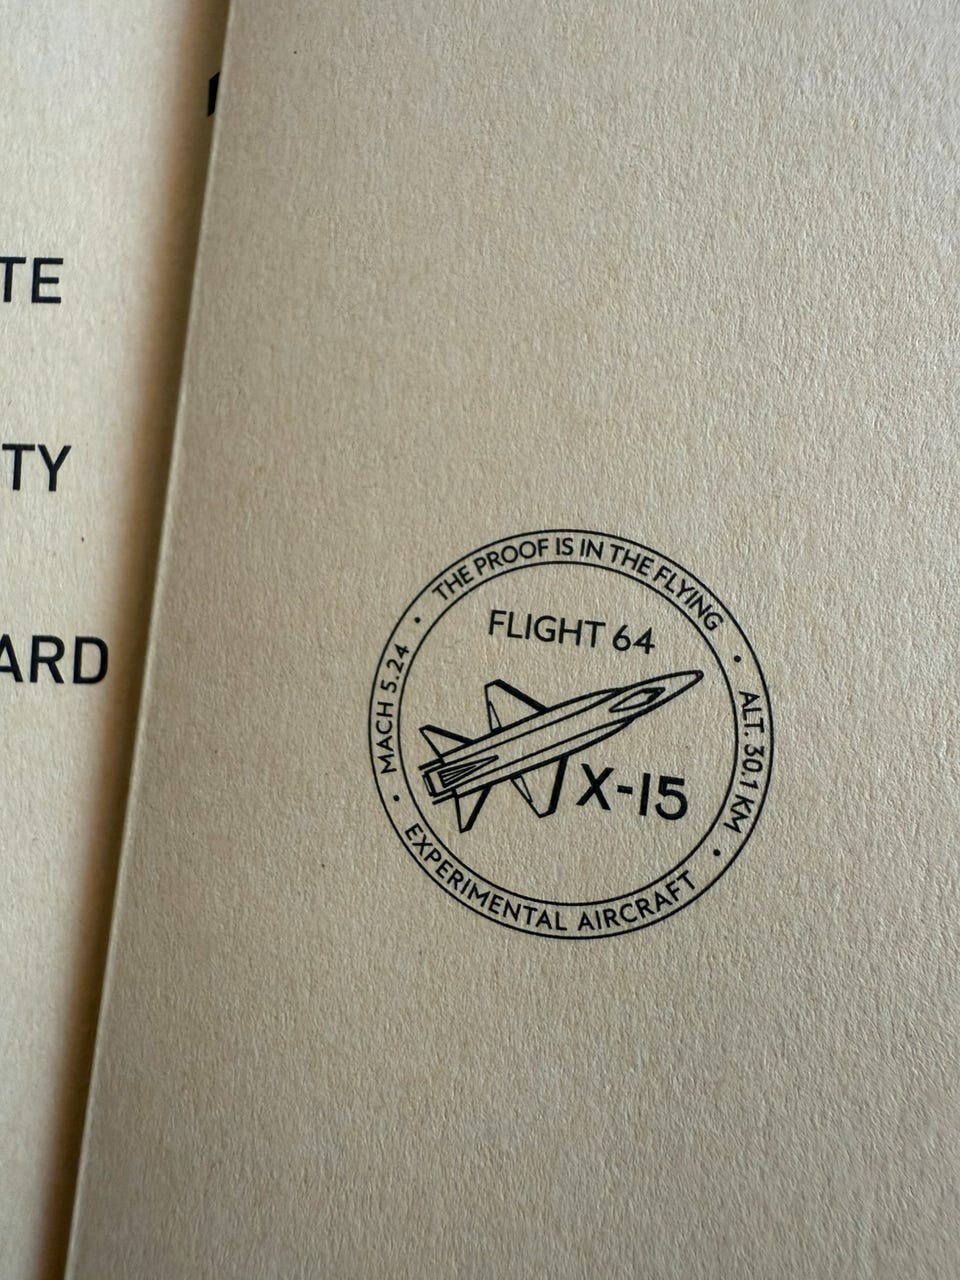 TE
TY
ARD
THE PROOF IS IN THE FLYING
ALT. 30.1 KM
EXPERIMENTAL AIRCRAFT
MACH 5.24
FLIGHT 64
X-15